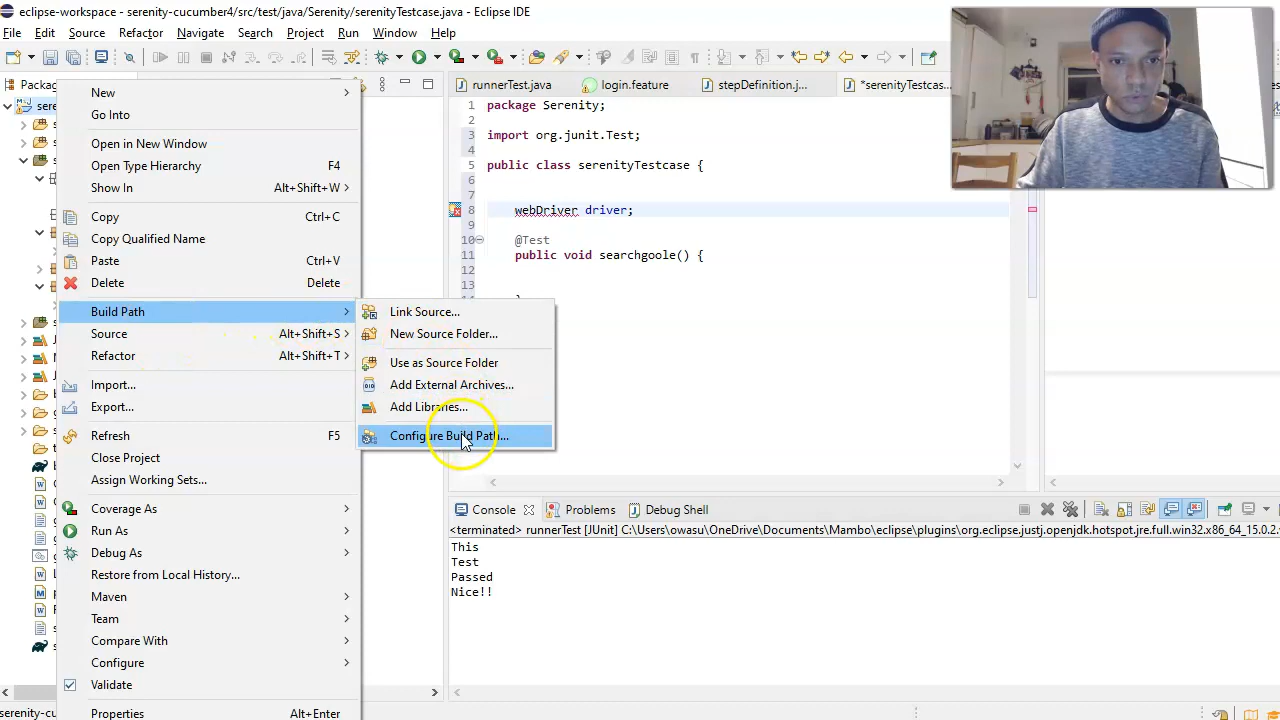 eclipse-workspace - serenity-cucumber4/src/test/java/Serenity/serenityTestcase.java - Eclipse IDE
File Edit Source Refactor Navigate Search Project Run Window Help
runnerTest.java login.feature stepDefinition.j... *serenityTestcas...
New
Go Into
Open in New Window
Open Type Hierarchy F4
Show In Alt+Shift+W >
Copy Ctrl+C
Copy Qualified Name
Paste Ctrl+V
Delete Delete
Build Path
Source Alt+Shift+S >
Refactor Alt+Shift+T >
Import...
Export...
Refresh F5
Close Project
Assign Working Sets...
Coverage As
Run As
Debug As
Restore from Local History...
Maven
Team
Compare With
Configure
Validate
Properties Alt+Enter
Link Source...
New Source Folder...
Use as Source Folder
Add External Archives...
Add Libraries...
Configure Build Path...
1 package Serenity;
2
3 import org.junit.Test;
4
5 public class serenityTestcase {
6
7
8 webDriver driver;
9
10 @Test
11 public void searchgoole() {
12
13
Console Problems Debug Shell
<terminated> runnerTest [JUnit] C:\Users\owasu\OneDrive\Documents\Mambo\eclipse\plugins\org.eclipse.justj.openjdk.hotspot.jre.full.win32.x86_64_15.0.2.
This
Test
Passed
Nice!!
serenity-cu